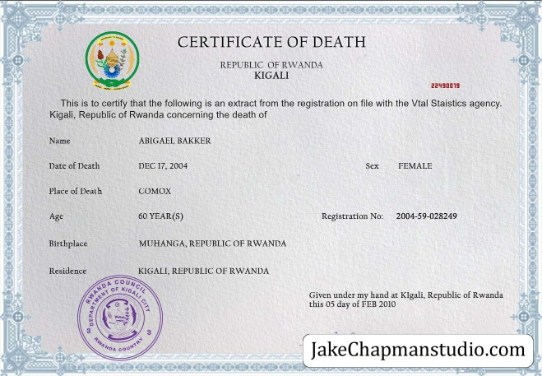 CERTIFICATE OF DEATH
REPUBLIC OF RWANDA
KIGALI
22490019
This is to certify that the following is an extract from the registration on file with the Vtal Staistics agency.
Kigali, Republic of Rwanda concerning the death of
Name ABIGAEL BAKKER
Date of Death DEC 17, 2004 Sex FEMALE
Place of Death COMOX
Age 60 YEAR(S) Registration No: 2004-59-028249
Birthplace MUHANGA, REPUBLIC OF RWANDA
Residence KIGALI, REPUBLIC OF RWANDA
RWANDA COUNCIL
DEPARTMENT OF KIGALI CITY
RWANDA COUNTRY
Given under my hand at KIgali, Republic of Rwanda
this 05 day of FEB 2010
JakeChapmanstudio.com